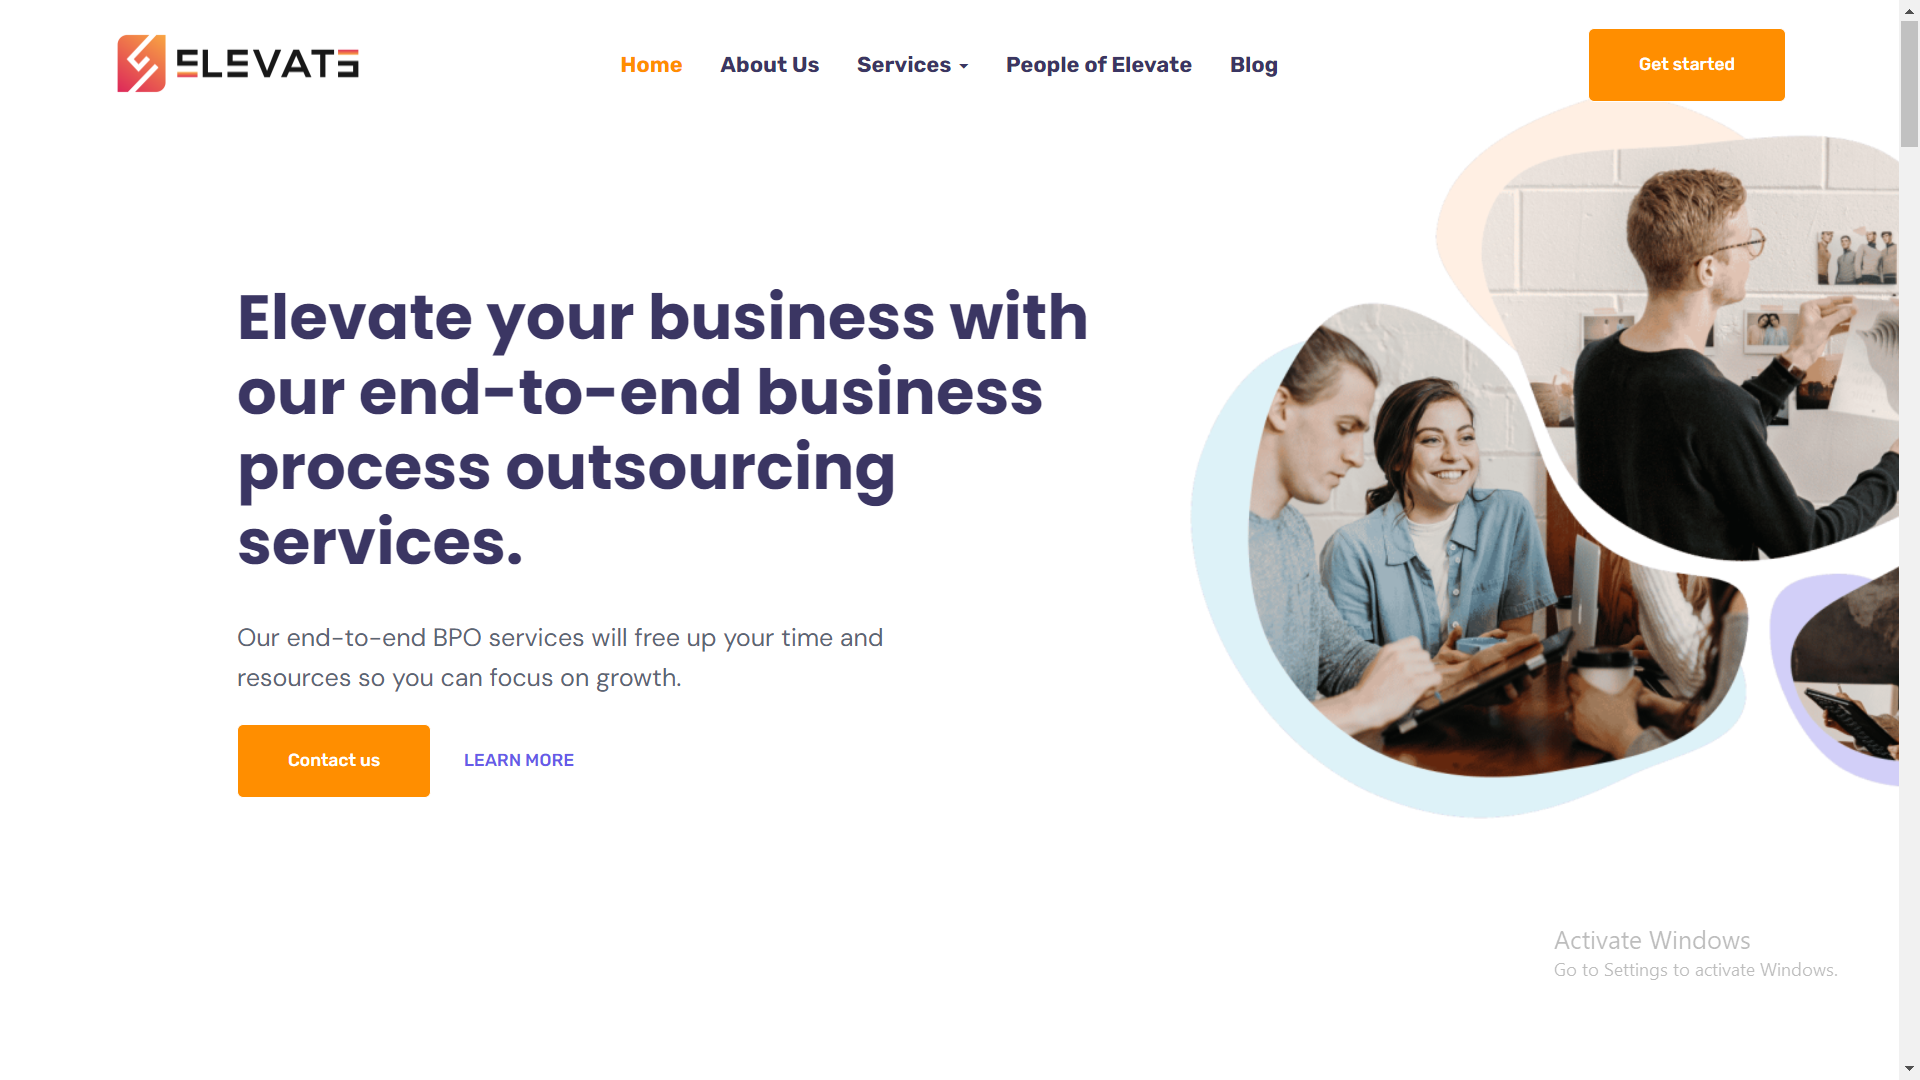 ELEVATE
Home About Us Services People of Elevate Blog
Get started
Elevate your business with
our end-to-end business
process outsourcing
services.
Our end-to-end BPO services will free up your time and
resources so you can focus on growth.
Contact us LEARN MORE
Activate Windows
Go to Settings to activate Windows.